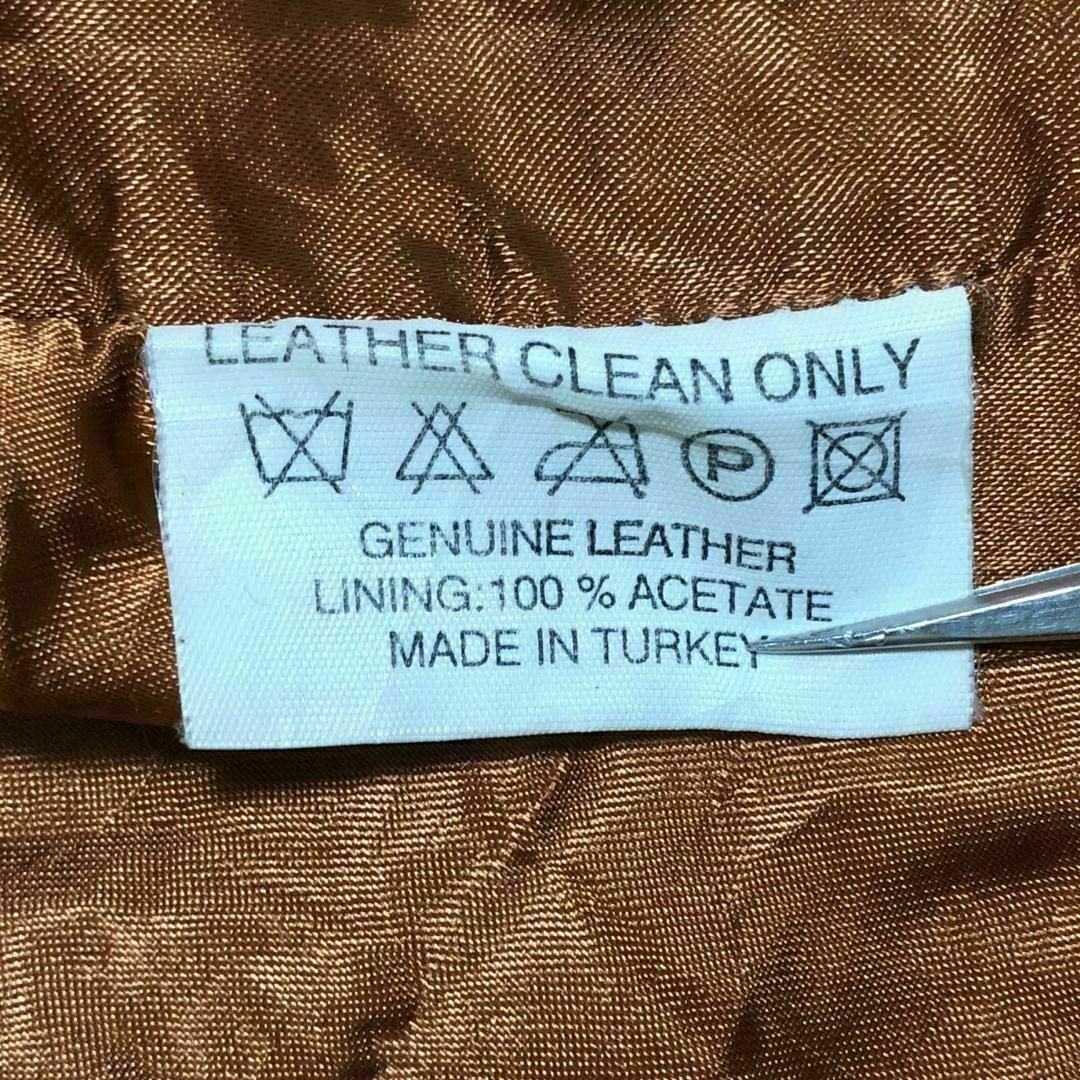 LEATHER CLEAN ONLY
P
GENUINE LEATHER
LINING:100 % ACETATE
MADE IN TURKEY